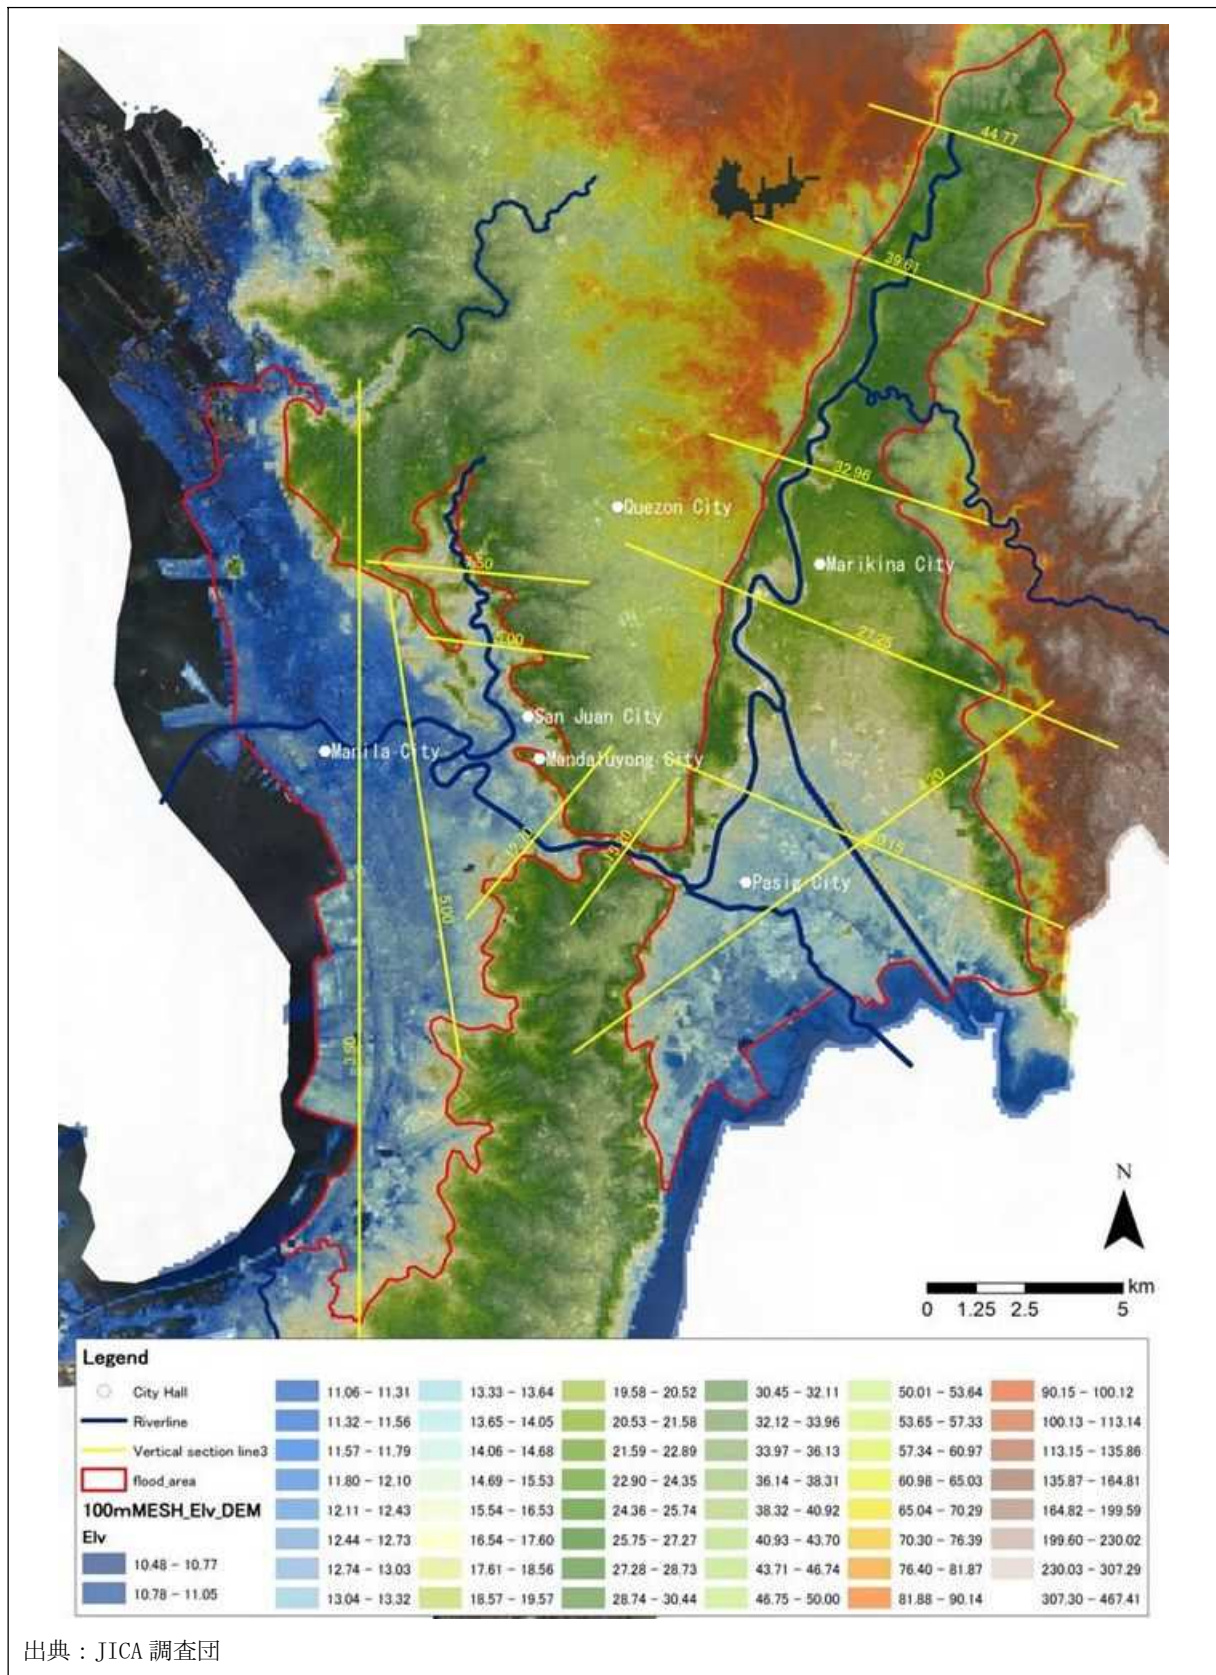 44.77
39.61
32.96
Quezon City
Marikina City
7.50
27.25
5.00
San Juan City
Manila City
Mandaluyong City
12.70
5.00
Pasig City
3.90
N
km
0 1.25 2.5 5
Legend
City Hall
Riverline
Vertical section line3
flood_area
100mMESH_Elv_DEM
Elv
10.48 - 10.77
10.78 - 11.05
11.06 - 11.31
11.32 - 11.56
11.57 - 11.79
11.80 - 12.10
12.11 - 12.43
12.44 - 12.73
12.74 - 13.03
13.04 - 13.32
13.33 - 13.64
13.65 - 14.05
14.06 - 14.68
14.69 - 15.53
15.54 - 16.53
16.54 - 17.60
17.61 - 18.56
18.57 - 19.57
19.58 - 20.52
20.53 - 21.58
21.59 - 22.89
22.90 - 24.35
24.36 - 25.74
25.75 - 27.27
27.28 - 28.73
28.74 - 30.44
30.45 - 32.11
32.12 - 33.96
33.97 - 36.13
36.14 - 38.31
38.32 - 40.92
40.93 - 43.70
43.71 - 46.74
46.75 - 50.00
50.01 - 53.64
53.65 - 57.33
57.34 - 60.97
60.98 - 65.03
65.04 - 70.29
70.30 - 76.39
76.40 - 81.87
81.88 - 90.14
90.15 - 100.12
100.13 - 113.14
113.15 - 135.86
135.87 - 164.81
164.82 - 199.59
199.60 - 230.02
230.03 - 307.29
307.30 - 467.41
出典：JICA 調査団